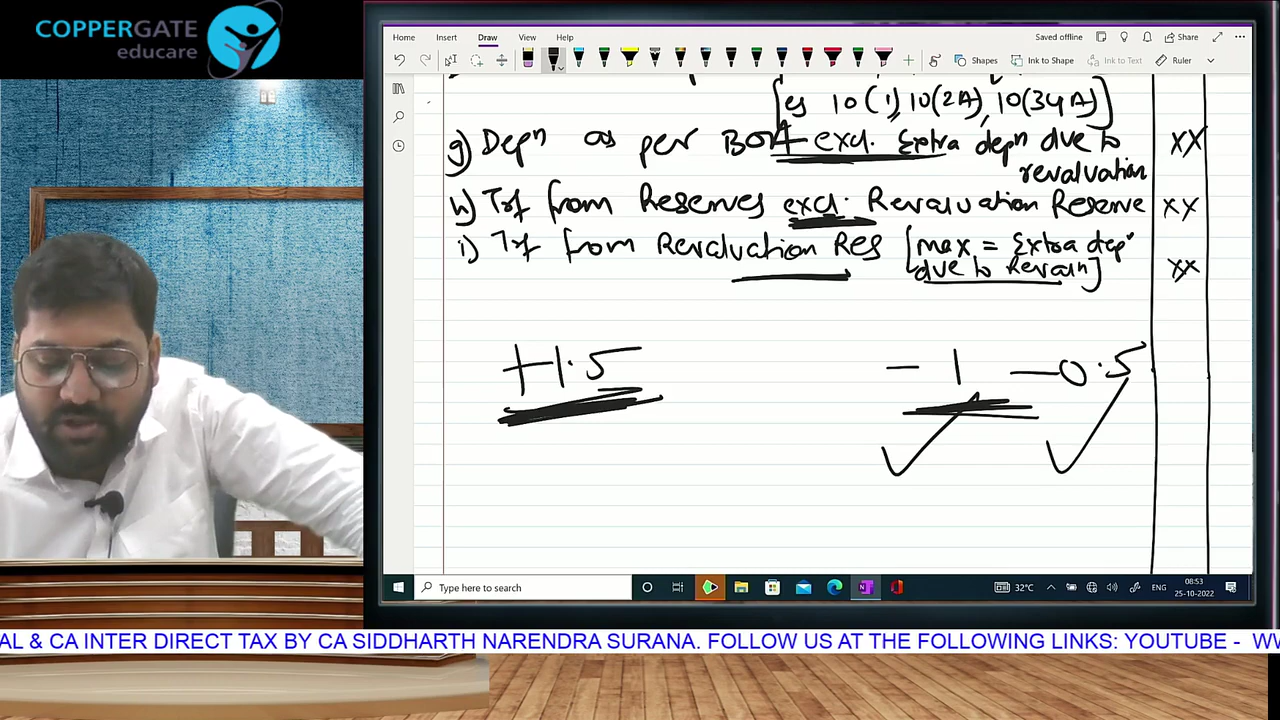 COPPERGATE
educare
Home Insert Draw View Help
Saved offline
Share
Shapes
Ink to Shape
Ink to Text
Ruler
[eg 10(1), 10(2A), 10(34A)]
g) Depn as per BOA excl. Extra depn due to revaluation XX
h) Trf from Reserves excl. Revaluation Reserve XX
i) Trf from Revaluation Res [max = Extra depn
due to Revaln] XX
+1.5 - 1 - 0.5
Type here to search
32°C
ENG
08:53
25-10-2022
AL & CA INTER DIRECT TAX BY CA SIDDHARTH NARENDRA SURANA. FOLLOW US AT THE FOLLOWING LINKS: YOUTUBE -